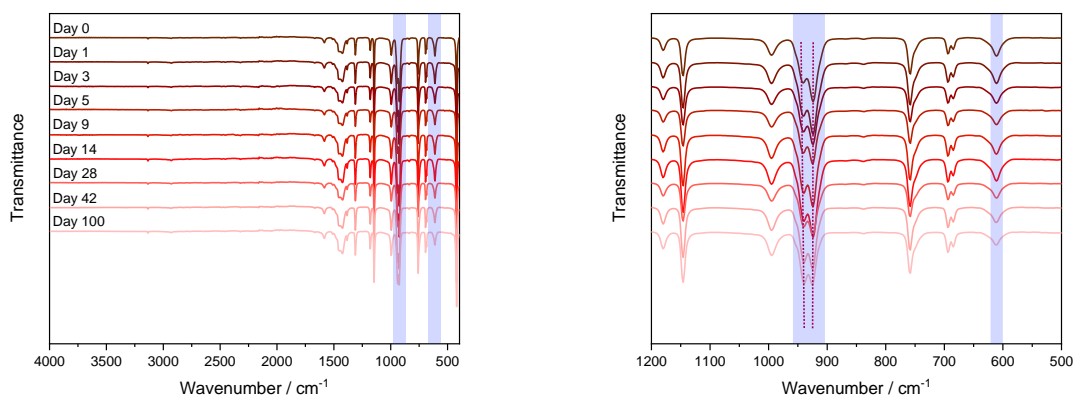 Day 0
Day 1
Day 3
Day 5
Day 9
Day 14
Day 28
Day 42
Day 100
Transmittance
4000 3500 3000 2500 2000 1500 1000 500
Wavenumber / cm⁻¹
Transmittance
1200 1100 1000 900 800 700 600 500
Wavenumber / cm⁻¹